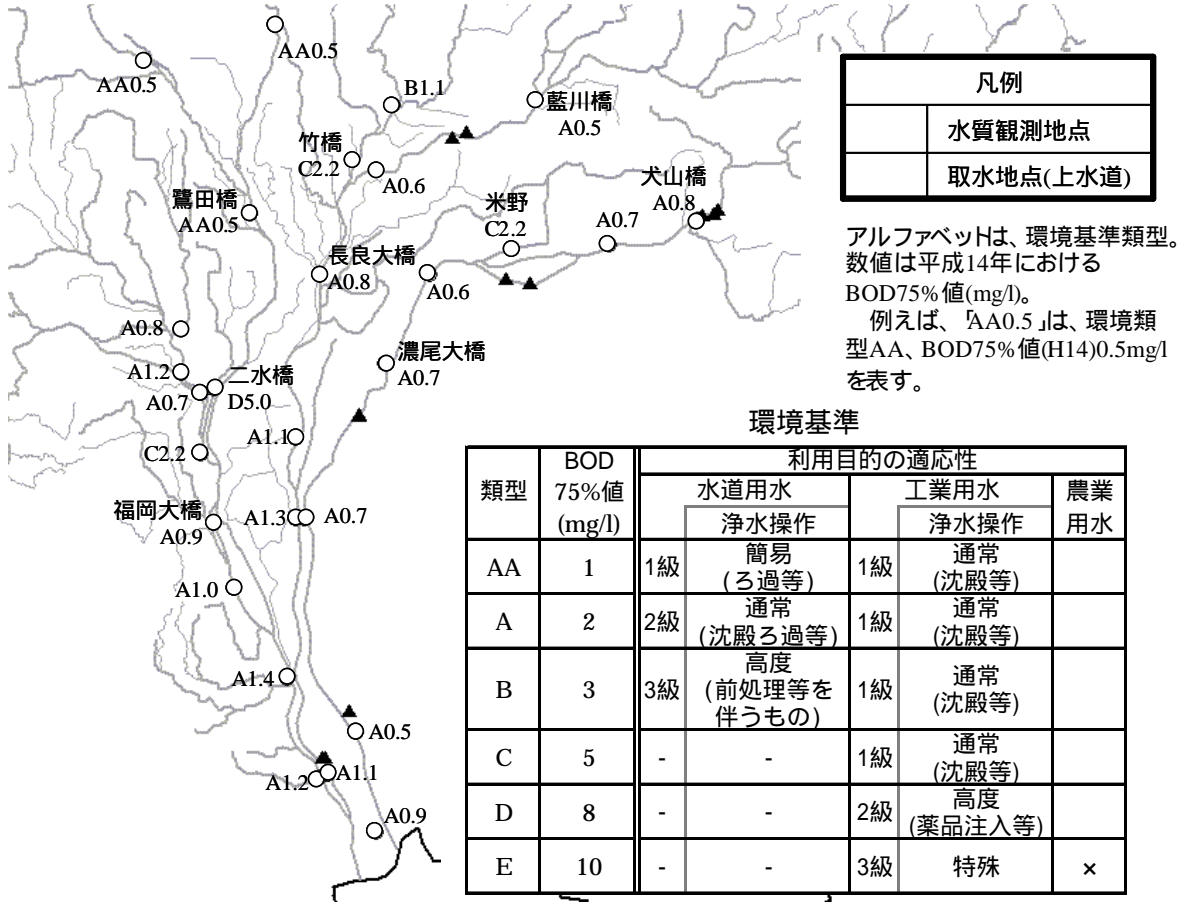 AA0.5
AA0.5
B1.1
藍川橋
A0.5
竹橋
C2.2
A0.6
犬山橋
A0.8
鷺田橋
AA0.5
米野
C2.2
A0.7
長良大橋
A0.8
A0.6
A0.8
濃尾大橋
A0.7
A1.2
二水橋
D5.0
A0.7
A1.1
C2.2
福岡大橋
A0.9
A1.3
A0.7
A1.0
A1.4
A0.5
A1.2
A1.1
A0.9
凡例
水質観測地点
取水地点(上水道)
アルファベットは、環境基準類型。
数値は平成14年における
BOD75%値(mg/l)。
例えば、「AA0.5」は、環境類
型AA、BOD75%値(H14)0.5mg/l
を表す。
環境基準
類型 BOD 75%値 (mg/l) 利用目的の適応性
水道用水 工業用水 農業用水
浄水操作 浄水操作
AA 1 1級 簡易 (ろ過等) 1級 通常 (沈殿等)
A 2 2級 通常 (沈殿ろ過等) 1級 通常 (沈殿等)
B 3 3級 高度 (前処理等を伴うもの) 1級 通常 (沈殿等)
C 5 - - 1級 通常 (沈殿等)
D 8 - - 2級 高度 (薬品注入等)
E 10 - - 3級 特殊 ×